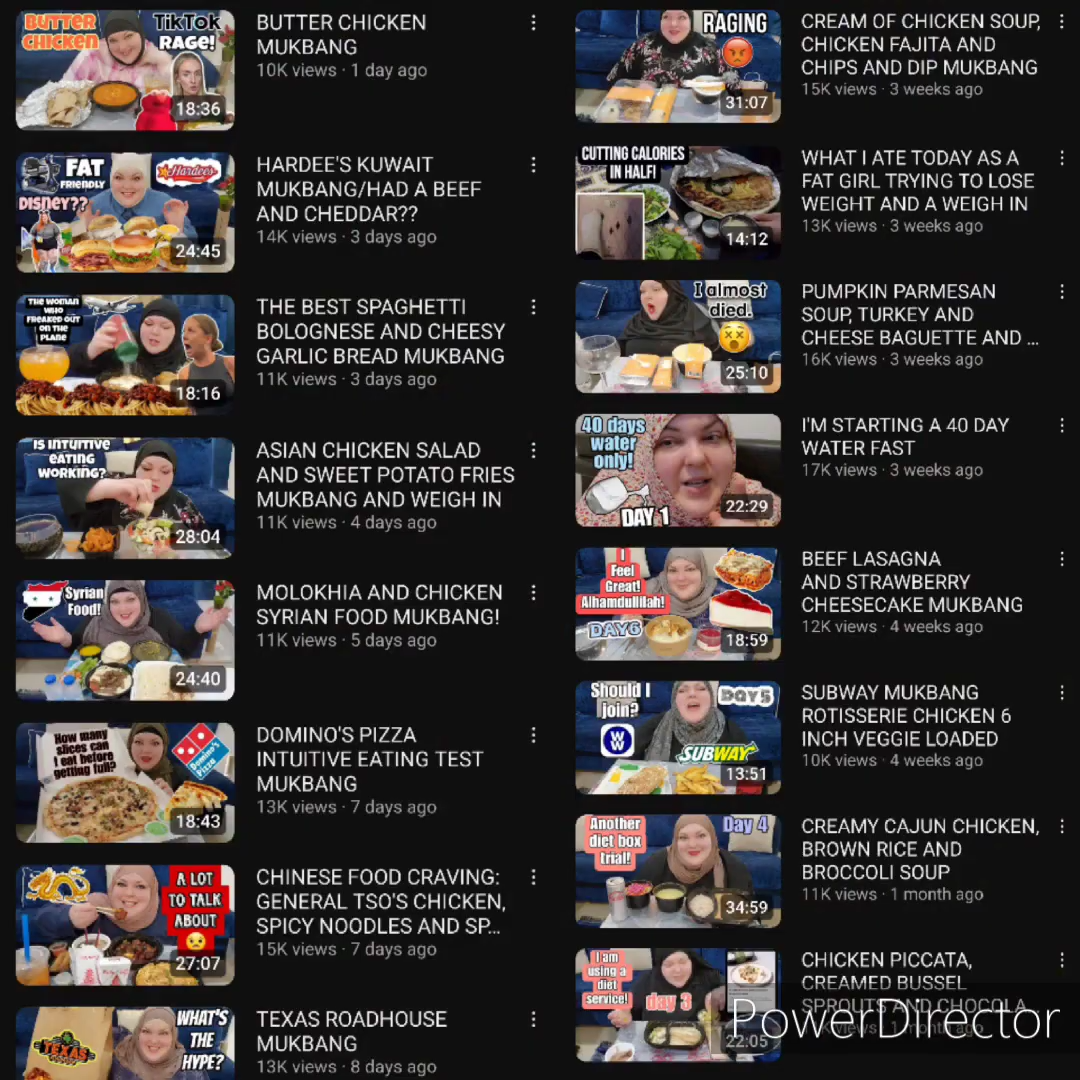 BUTTER
CHICKEN
TikTok
RAGE!
18:36
BUTTER CHICKEN
MUKBANG
10K views · 1 day ago
FAT
FRIENDLY
DISNEY??
Hardee's
24:45
HARDEE'S KUWAIT
MUKBANG/HAD A BEEF
AND CHEDDAR??
14K views · 3 days ago
THE WOMAN
WHO
FREAKED OUT
ON THE
PLANE
18:16
THE BEST SPAGHETTI
BOLOGNESE AND CHEESY
GARLIC BREAD MUKBANG
11K views · 3 days ago
IS INTUITIVE
EATING
WORKING?
28:04
ASIAN CHICKEN SALAD
AND SWEET POTATO FRIES
MUKBANG AND WEIGH IN
11K views · 4 days ago
Syrian
Food!
24:40
MOLOKHIA AND CHICKEN
SYRIAN FOOD MUKBANG!
11K views · 5 days ago
How many
slices can
I eat before
getting full?
Domino's
Pizza
18:43
DOMINO'S PIZZA
INTUITIVE EATING TEST
MUKBANG
13K views · 7 days ago
A LOT
TO TALK
ABOUT
27:07
CHINESE FOOD CRAVING:
GENERAL TSO'S CHICKEN,
SPICY NOODLES AND SP...
15K views · 7 days ago
TEXAS
WHAT'S
THE
HYPE?
TEXAS ROADHOUSE
MUKBANG
13K views · 8 days ago
RAGING
31:07
CREAM OF CHICKEN SOUP,
CHICKEN FAJITA AND
CHIPS AND DIP MUKBANG
15K views · 3 weeks ago
CUTTING CALORIES
IN HALF!
14:12
WHAT I ATE TODAY AS A
FAT GIRL TRYING TO LOSE
WEIGHT AND A WEIGH IN
13K views · 3 weeks ago
I almost
died.
25:10
PUMPKIN PARMESAN
SOUP, TURKEY AND
CHEESE BAGUETTE AND ...
16K views · 3 weeks ago
40 days
water
only!
DAY 1
22:29
I'M STARTING A 40 DAY
WATER FAST
17K views · 3 weeks ago
I
Feel
Great!
Alhamdullilah!
DAY6
18:59
BEEF LASAGNA
AND STRAWBERRY
CHEESECAKE MUKBANG
12K views · 4 weeks ago
Should I
join?
W
W
DAY 5
SUBWAY
13:51
SUBWAY MUKBANG
ROTISSERIE CHICKEN 6
INCH VEGGIE LOADED
10K views · 4 weeks ago
Another
diet box
trial!
Day 4
34:59
CREAMY CAJUN CHICKEN,
BROWN RICE AND
BROCCOLI SOUP
11K views · 1 month ago
I am
using a
diet
service!
day 3
22:05
CHICKEN PICCATA,
CREAMED BUSSEL
SPROUTS AND CHOCOLA
views · 1 month ago
PowerDirector